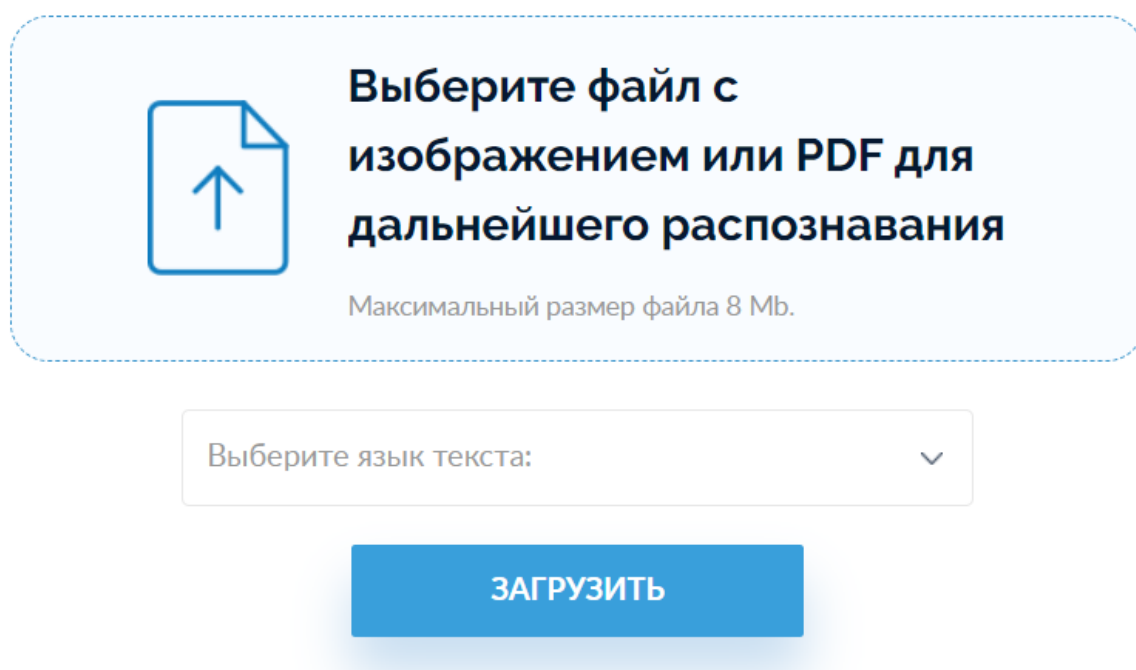 Выберите файл с
изображением или PDF для
дальнейшего распознавания
Максимальный размер файла 8 Mb.
Выберите язык текста:
ЗАГРУЗИТЬ